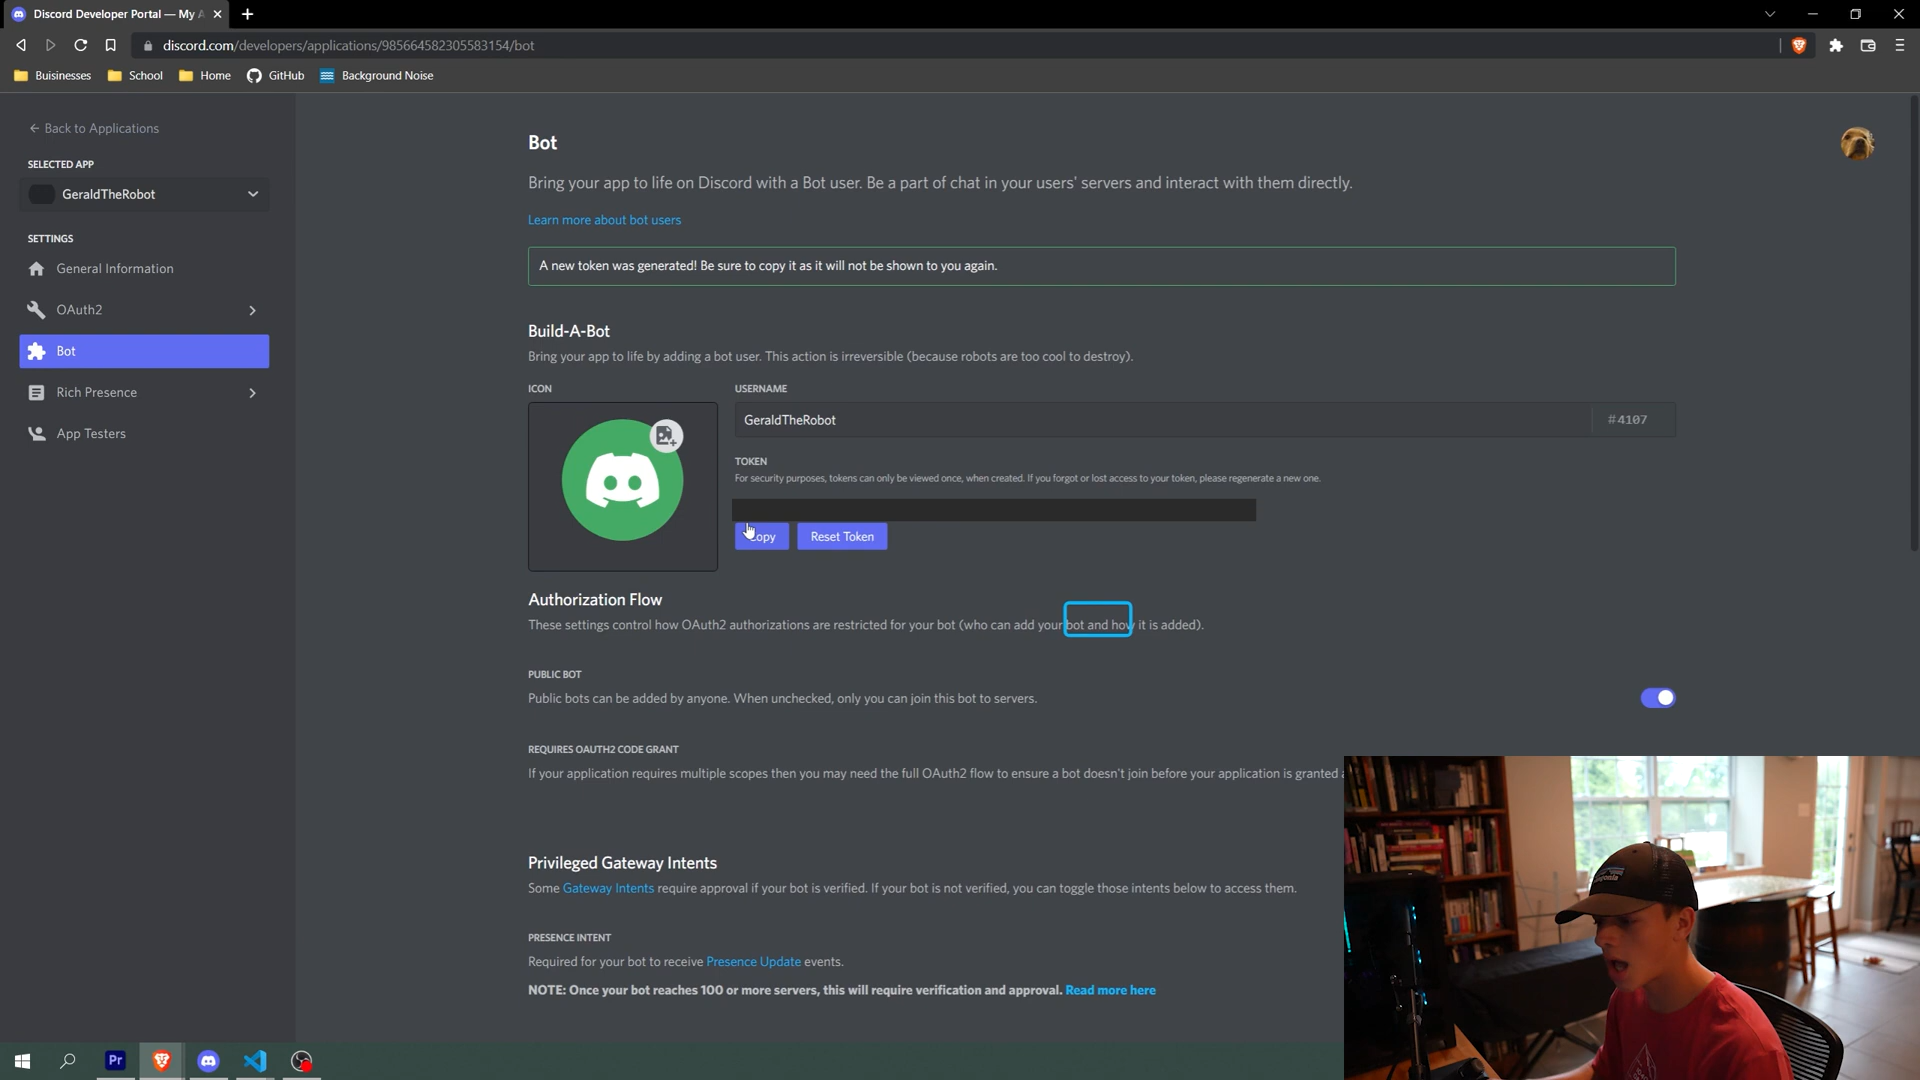 Discord Developer Portal — My A
discord.com/developers/applications/985664582305583154/bot
Buisinesses School Home GitHub Background Noise
← Back to Applications
SELECTED APP
GeraldTheRobot
SETTINGS
General Information
OAuth2
Bot
Rich Presence
App Testers
Bot
Bring your app to life on Discord with a Bot user. Be a part of chat in your users' servers and interact with them directly.
Learn more about bot users
A new token was generated! Be sure to copy it as it will not be shown to you again.
Build-A-Bot
Bring your app to life by adding a bot user. This action is irreversible (because robots are too cool to destroy).
ICON
USERNAME
GeraldTheRobot #4107
TOKEN
For security purposes, tokens can only be viewed once, when created. If you forgot or lost access to your token, please regenerate a new one.
Copy Reset Token
Authorization Flow
These settings control how OAuth2 authorizations are restricted for your bot (who can add your bot and how it is added).
PUBLIC BOT
Public bots can be added by anyone. When unchecked, only you can join this bot to servers.
REQUIRES OAUTH2 CODE GRANT
If your application requires multiple scopes then you may need the full OAuth2 flow to ensure a bot doesn't join before your application is granted
Privileged Gateway Intents
Some Gateway Intents require approval if your bot is verified. If your bot is not verified, you can toggle those intents below to access them.
PRESENCE INTENT
Required for your bot to receive Presence Update events.
NOTE: Once your bot reaches 100 or more servers, this will require verification and approval. Read more here
Pr